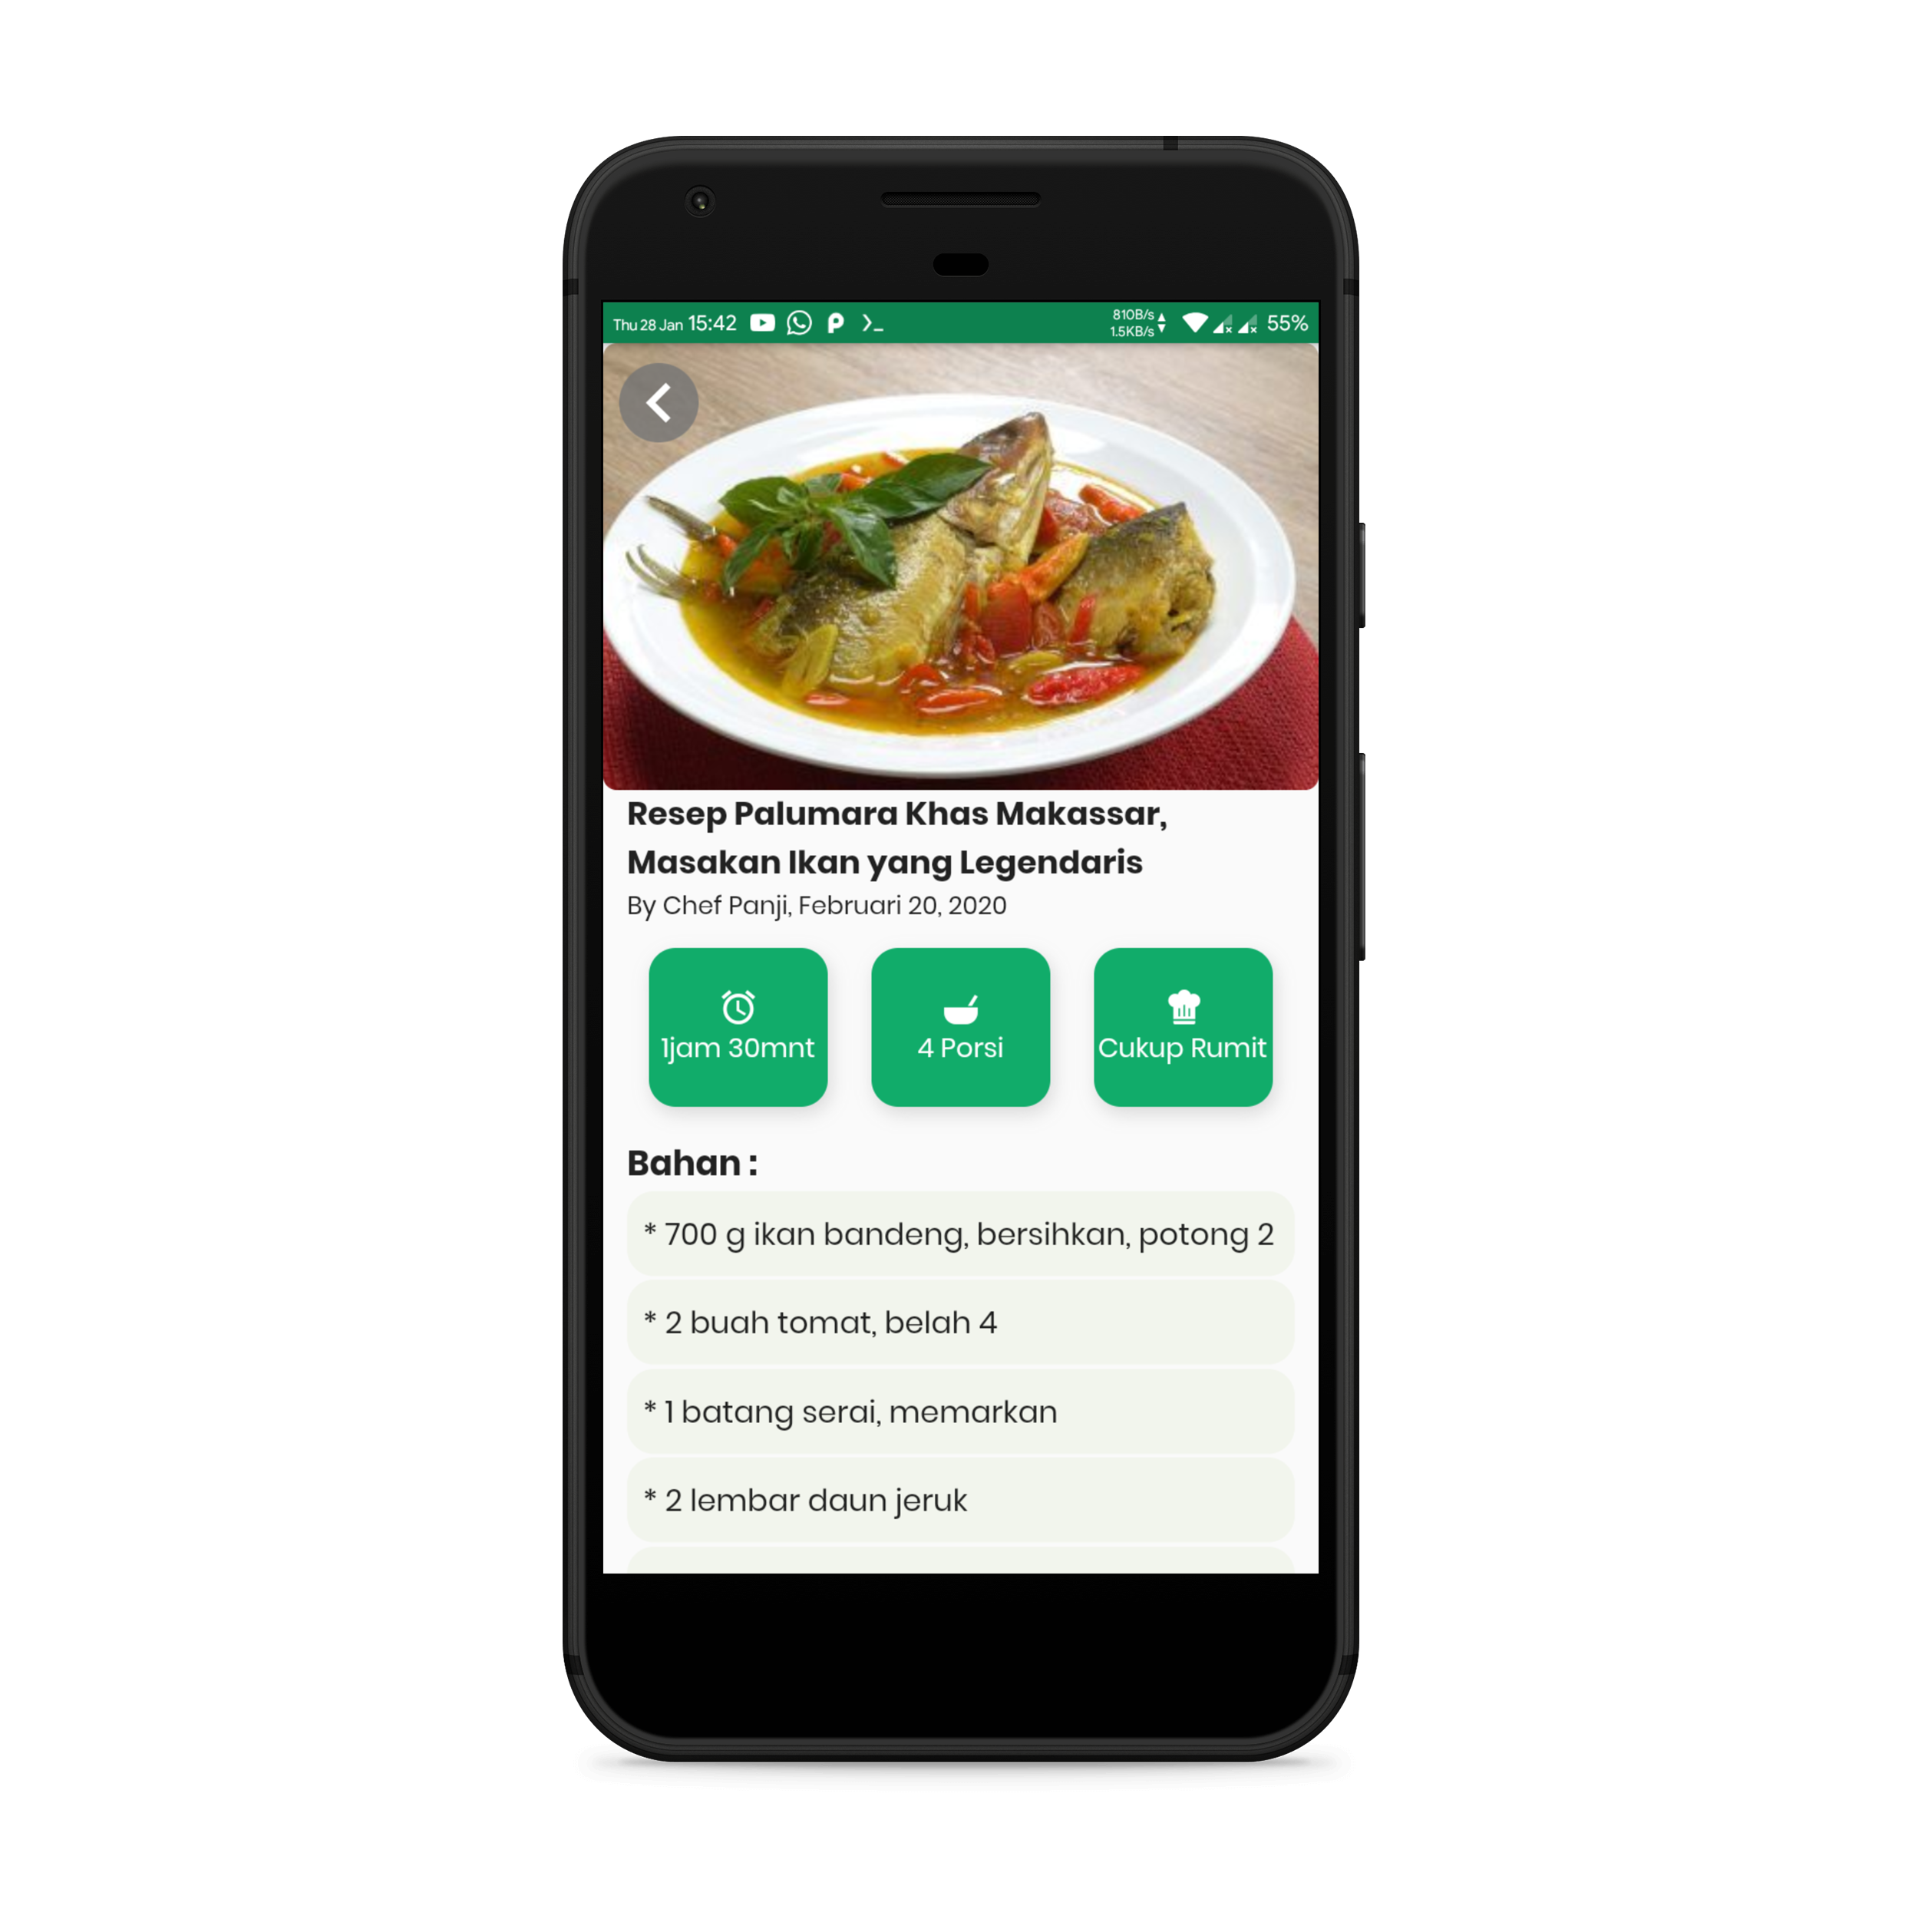 Thu 28 Jan 15:42
810B/s
1.5KB/s
55%
Resep Palumara Khas Makassar,
Masakan Ikan yang Legendaris
By Chef Panji, Februari 20, 2020
1jam 30mnt
4 Porsi
Cukup Rumit
Bahan :
* 700 g ikan bandeng, bersihkan, potong 2
* 2 buah tomat, belah 4
* 1 batang serai, memarkan
* 2 lembar daun jeruk